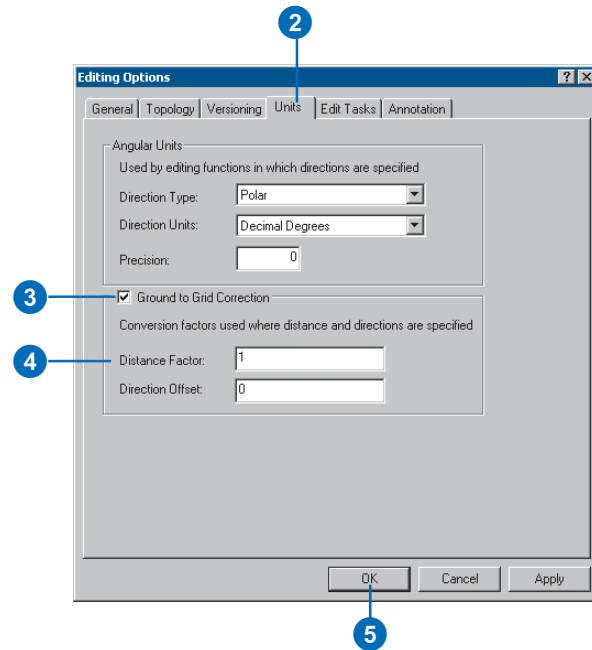 2
Editing Options ? X
General Topology Versioning Units Edit Tasks Annotation
Angular Units
Used by editing functions in which directions are specified
Direction Type: Polar
Direction Units: Decimal Degrees
Precision: 0
3 Ground to Grid Correction
Conversion factors used where distance and directions are specified
4 Distance Factor: 1
Direction Offset: 0
OK Cancel Apply
5